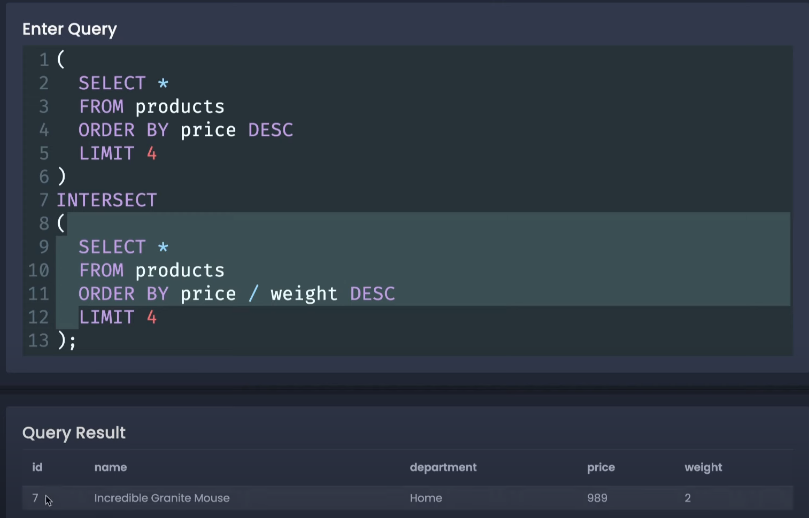 Enter Query
1 (
2 SELECT *
3 FROM products
4 ORDER BY price DESC
5 LIMIT 4
6 )
7 INTERSECT
8 (
9 SELECT *
10 FROM products
11 ORDER BY price / weight DESC
12 LIMIT 4
13 );
Query Result
id name department price weight
7 Incredible Granite Mouse Home 989 2